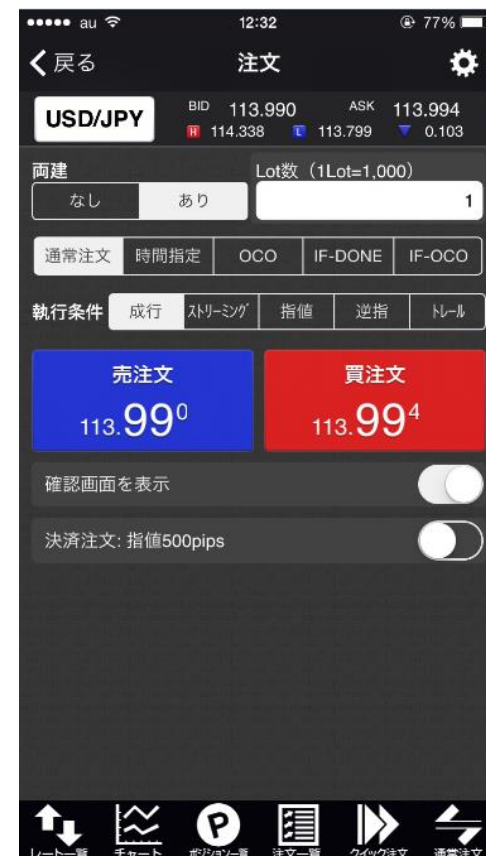 au 12:32 77%
戻る 注文
USD/JPY BID 113.990 ASK 113.994
H 114.338 L 113.799 ▼ 0.103
両建 Lot数（1Lot=1,000）
なし あり 1
通常注文 時間指定 OCO IF-DONE IF-OCO
執行条件 成行 ｽﾄﾘｰﾐﾝｸﾞ 指値 逆指 ﾄﾚｰﾙ
売注文 買注文
113.990 113.994
確認画面を表示
決済注文: 指値500pips
P
レート一覧 チャート ポジション一覧 注文一覧 クイック注文 通常注文